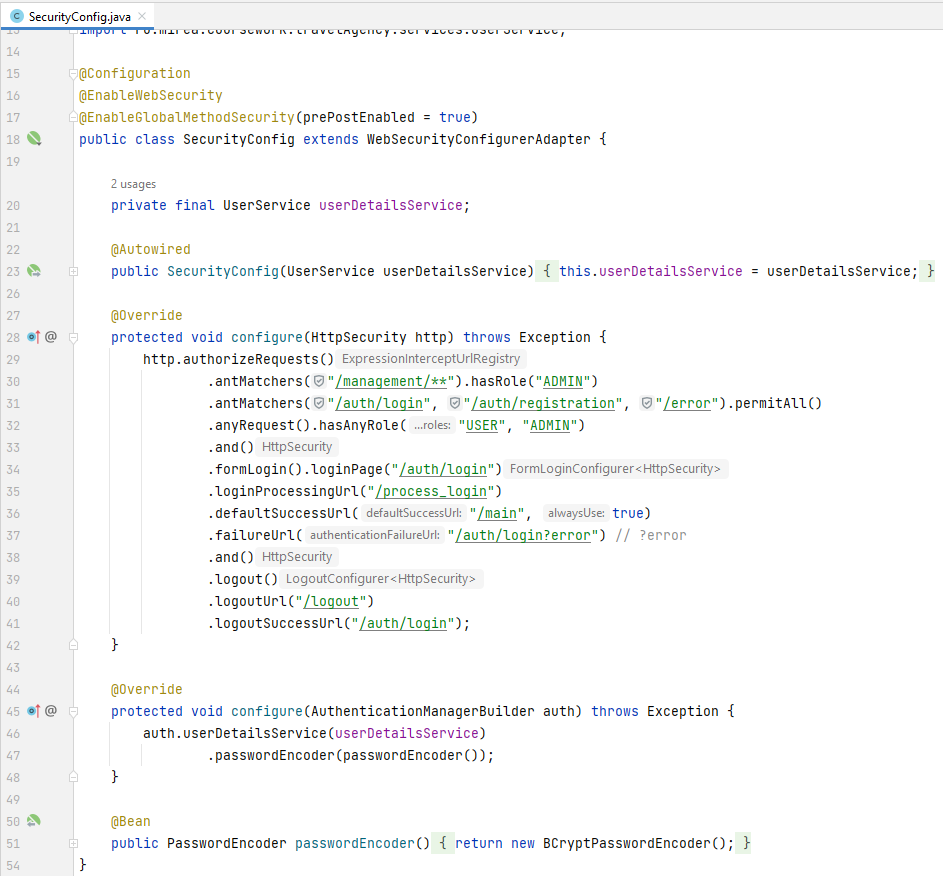 SecurityConfig.java
13 import ru.mirea.coursework.travelAgency.services.UserService;
14
15 @Configuration
16 @EnableWebSecurity
17 @EnableGlobalMethodSecurity(prePostEnabled = true)
18 public class SecurityConfig extends WebSecurityConfigurerAdapter {
19
2 usages
20 private final UserService userDetailsService;
21
22 @Autowired
23 public SecurityConfig(UserService userDetailsService) { this.userDetailsService = userDetailsService; }
26
27 @Override
28 @ protected void configure(HttpSecurity http) throws Exception {
29 http.authorizeRequests() ExpressionInterceptUrlRegistry
30 .antMatchers("/management/**").hasRole("ADMIN")
31 .antMatchers("/auth/login", "/auth/registration", "/error").permitAll()
32 .anyRequest().hasAnyRole( ...roles: "USER", "ADMIN")
33 .and() HttpSecurity
34 .formLogin().loginPage("/auth/login") FormLoginConfigurer<HttpSecurity>
35 .loginProcessingUrl("/process_login")
36 .defaultSuccessUrl( defaultSuccessUrl: "/main", alwaysUse: true)
37 .failureUrl( authenticationFailureUrl: "/auth/login?error") // ?error
38 .and() HttpSecurity
39 .logout() LogoutConfigurer<HttpSecurity>
40 .logoutUrl("/logout")
41 .logoutSuccessUrl("/auth/login");
42 }
43
44 @Override
45 @ protected void configure(AuthenticationManagerBuilder auth) throws Exception {
46 auth.userDetailsService(userDetailsService)
47 .passwordEncoder(passwordEncoder());
48 }
49
50 @Bean
51 public PasswordEncoder passwordEncoder() { return new BCryptPasswordEncoder(); }
54 }